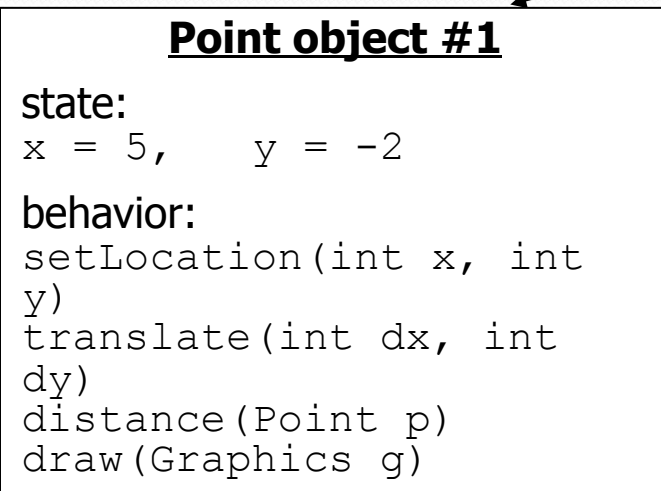 Point object #1
state:
x = 5,   y = -2
behavior:
setLocation(int x, int
y)
translate(int dx, int
dy)
distance(Point p)
draw(Graphics g)